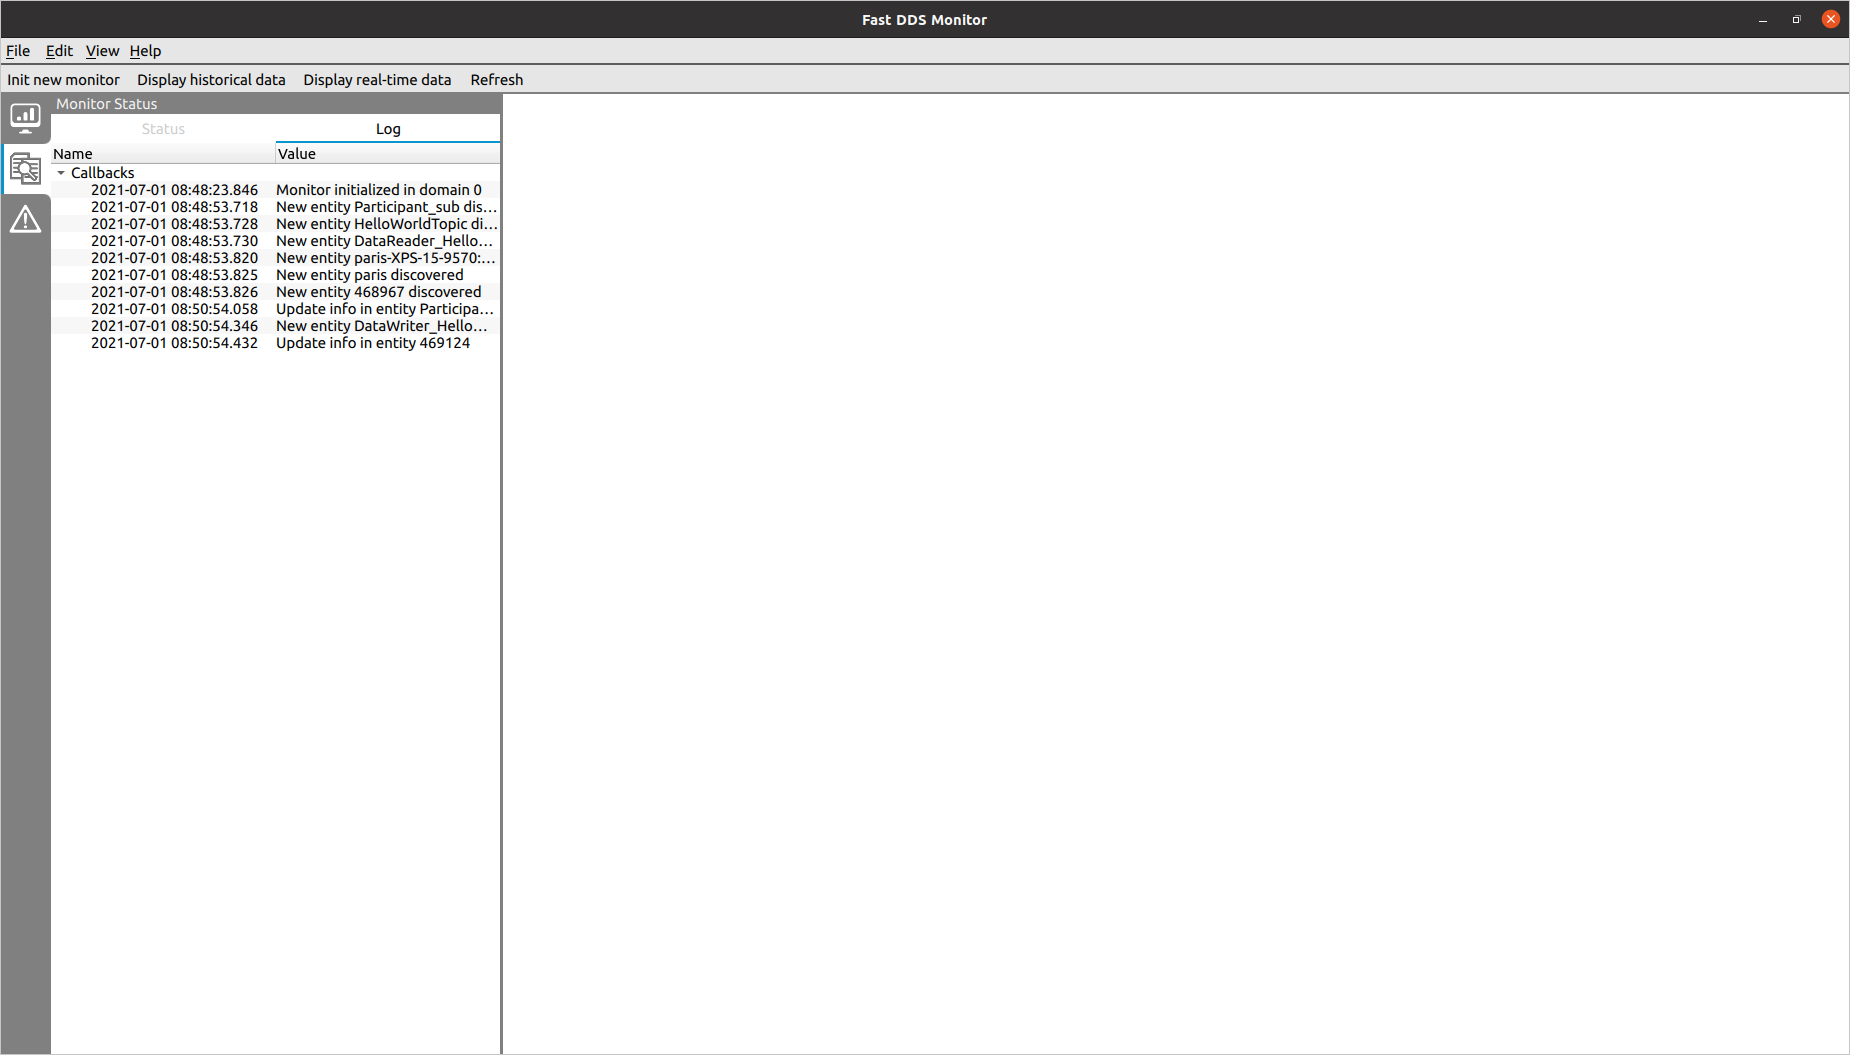 Fast DDS Monitor
File Edit View Help
Init new monitor Display historical data Display real-time data Refresh
Monitor Status
Status Log
Name Value
Callbacks
2021-07-01 08:48:23.846 Monitor initialized in domain 0
2021-07-01 08:48:53.718 New entity Participant_sub dis...
2021-07-01 08:48:53.728 New entity HelloWorldTopic di...
2021-07-01 08:48:53.730 New entity DataReader_Hello...
2021-07-01 08:48:53.820 New entity paris-XPS-15-9570:...
2021-07-01 08:48:53.825 New entity paris discovered
2021-07-01 08:48:53.826 New entity 468967 discovered
2021-07-01 08:50:54.058 Update info in entity Participa...
2021-07-01 08:50:54.346 New entity DataWriter_Hello...
2021-07-01 08:50:54.432 Update info in entity 469124